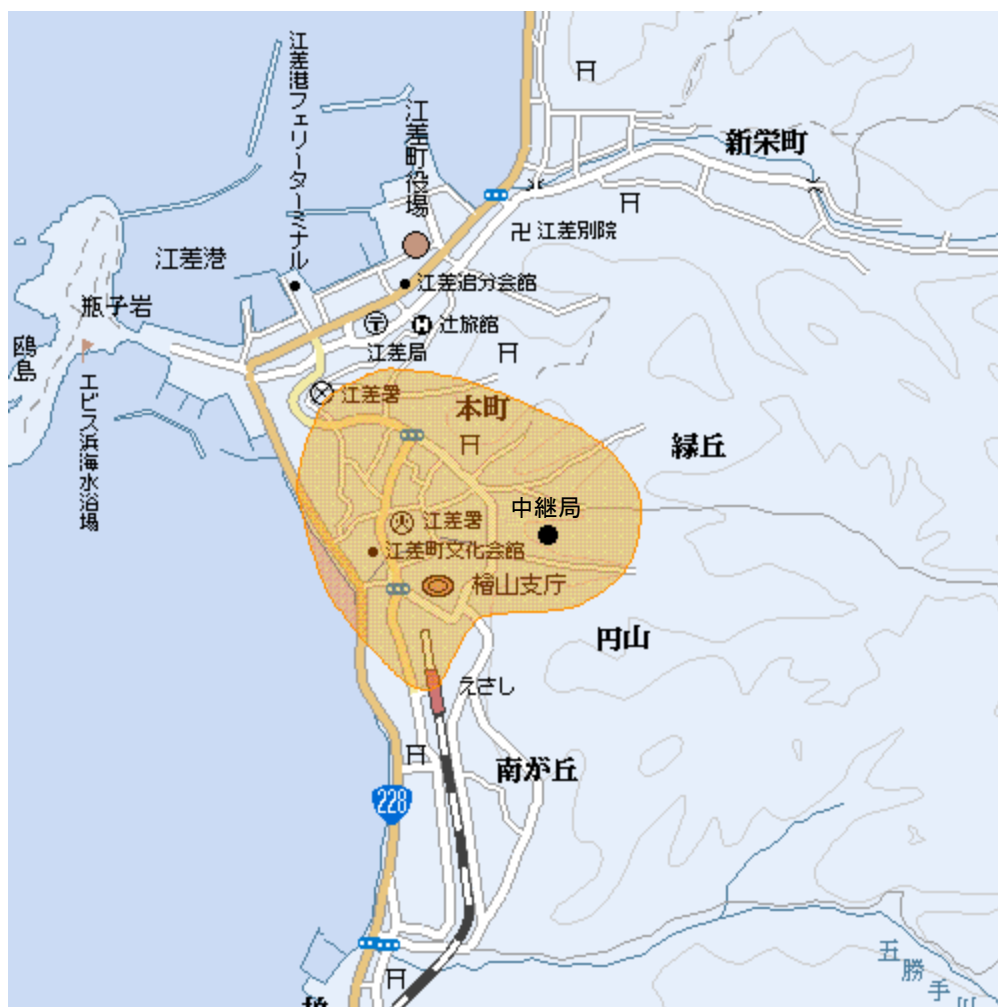 江差港フェリーターミナル
江差町役場
新栄町
卍江差別院
江差港
江差追分会館
瓶子岩
辻旅館
鴎島
江差局
エビス浜海水浴場
江差署
本町
緑丘
中継局
江差署
江差町文化会館
檜山支庁
円山
えさし
南が丘
228
五勝手川